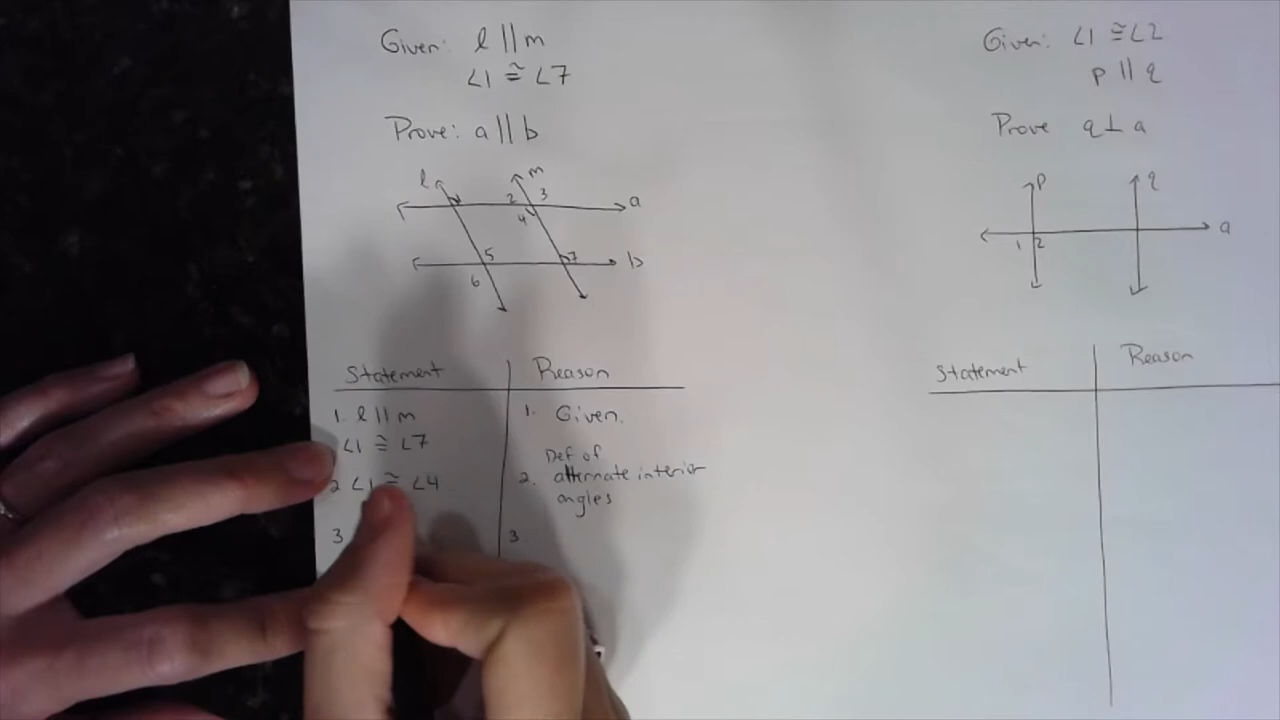 Given: l || m
∠1 ≅ ∠7
Prove: a || b
l
m
2
3
a
4
5
7
b
6
Statement
Reason
1. l || m
1. Given.
∠1 ≅ ∠7
Def of
2 ∠1 ≅ ∠4
2. alternate interior
angles
3
3.
Given: ∠1 ≅ ∠2
p || q
Prove q ⊥ a
p
q
a
1
2
Statement
Reason